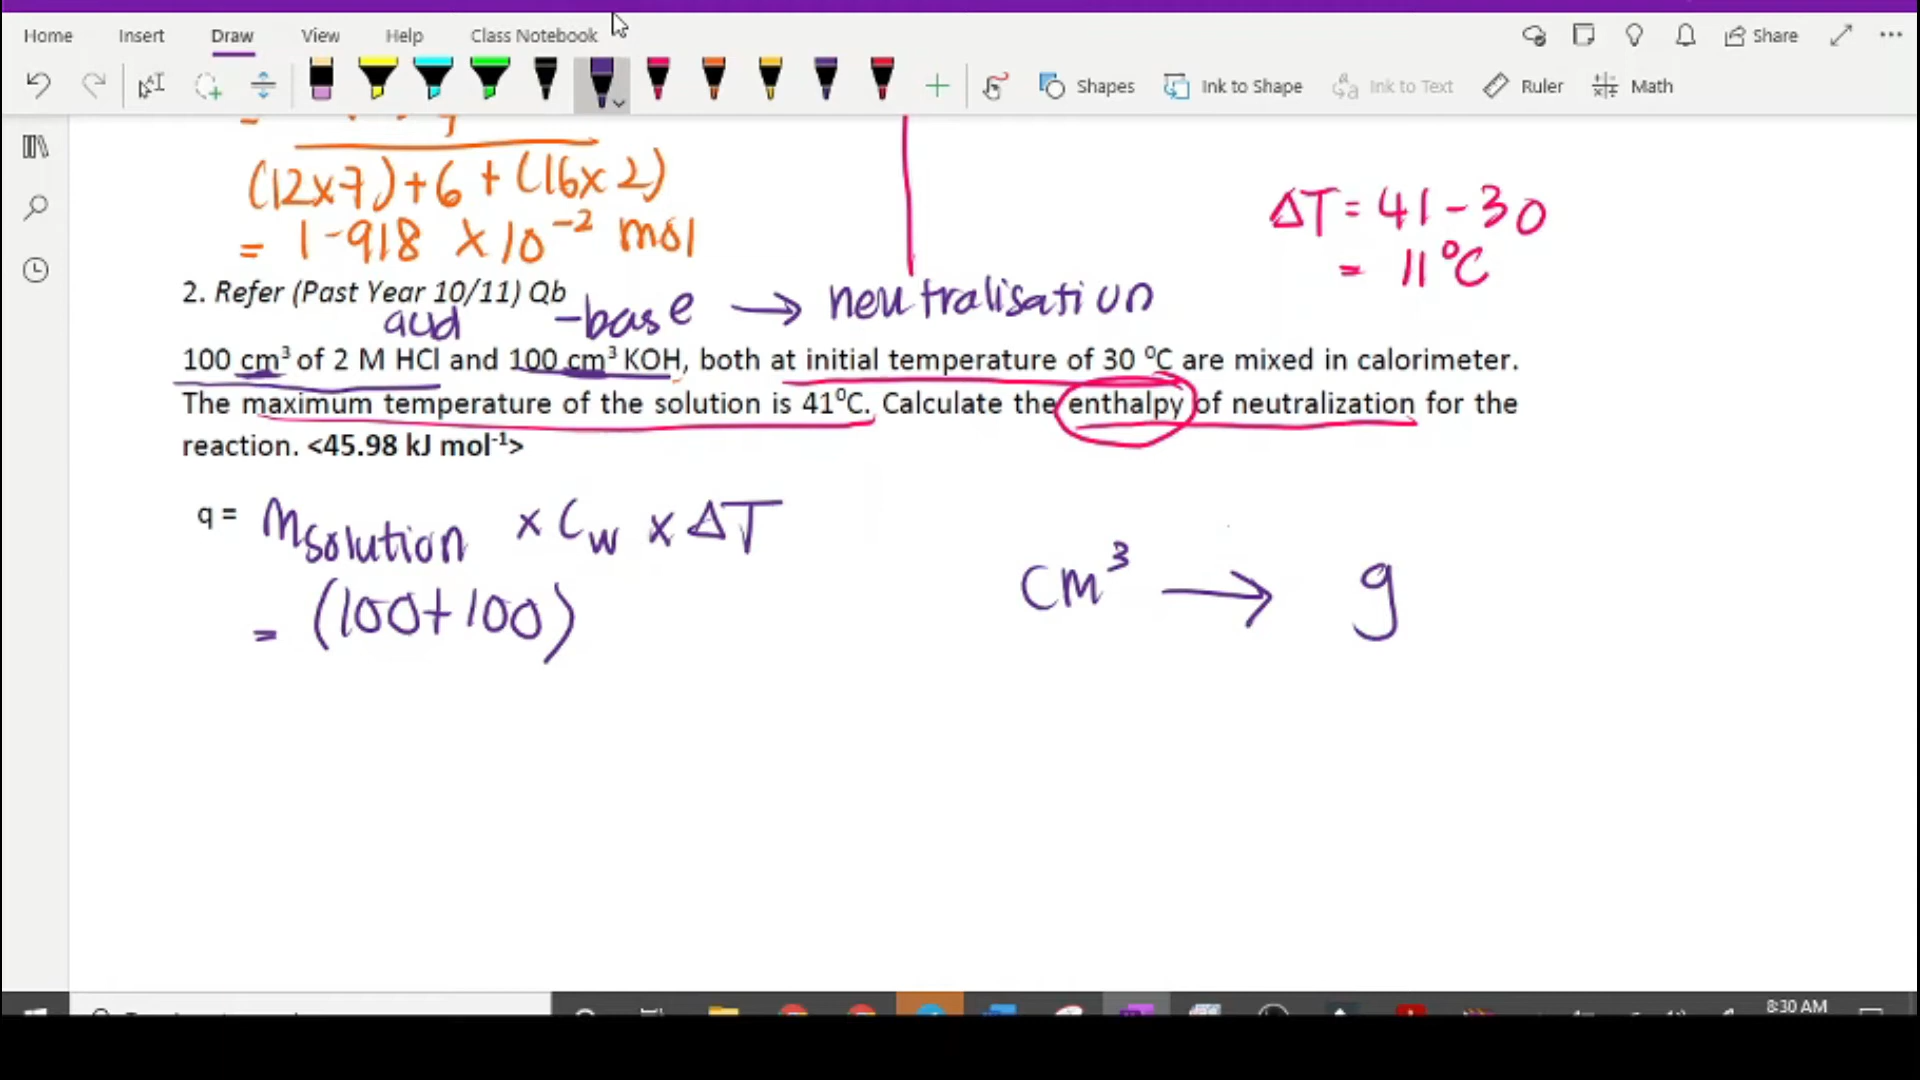 Home Insert Draw View Help Class Notebook Share
Shapes Ink to Shape Ink to Text Ruler Math
(12x7)+6+(16x2)
= 1-918 x 10⁻² mol
ΔT = 41-30
= 11°C
2. Refer (Past Year 10/11) Qb
acid -base → neutralisation
100 cm³ of 2 M HCl and 100 cm³ KOH, both at initial temperature of 30 ⁰C are mixed in calorimeter.
The maximum temperature of the solution is 41⁰C. Calculate the enthalpy of neutralization for the
reaction. <45.98 kJ mol⁻¹>
q = m solution x Cw x ΔT
= (100+100)
cm³ → g
8:30 AM